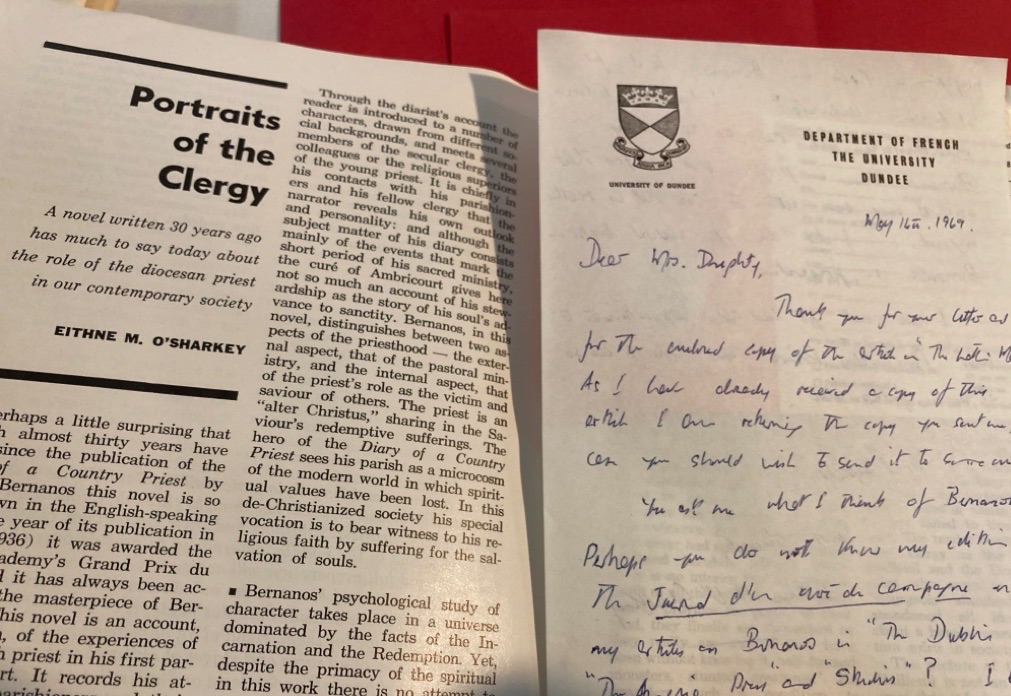 Portraits
of the
Clergy
A novel written 30 years ago
has much to say today about
the role of the diocesan priest
in our contemporary society
EITHNE M. O'SHARKEY
erhaps a little surprising that
h almost thirty years have
since the publication of the
of a Country Priest by
Bernanos this novel is so
wn in the English-speaking
e year of its publication in
936) it was awarded the
ademy's Grand Prix du
d it has always been ac-
the masterpiece of Ber-
his novel is an account,
, of the experiences of
h priest in his first par-
rt. It records his at-
Through the diarist's account the
reader is introduced to a number of
characters, drawn from different so-
cial backgrounds, and meets several
members of the secular clergy, the
colleagues or the religious superiors
of the young priest. It is chiefly in
his contacts with his parishion-
ers and his fellow clergy that the
narrator reveals his own outlook
and personality; and although the
subject matter of his diary consists
mainly of the events that mark the
short period of his sacred ministry,
the curé of Ambricourt gives here
not so much an account of his stew-
ardship as the story of his soul's ad-
vance to sanctity. Bernanos, in this
novel, distinguishes between two as-
pects of the priesthood — the exter-
nal aspect, that of the pastoral min-
istry, and the internal aspect, that
of the priest's role as the victim and
saviour of others. The priest is an
"alter Christus," sharing in the Sa-
viour's redemptive sufferings. The
hero of the Diary of a Country
Priest sees his parish as a microcosm
of the modern world in which spirit-
ual values have been lost. In this
de-Christianized society his special
vocation is to bear witness to his re-
ligious faith by suffering for the sal-
vation of souls.
■ Bernanos' psychological study of
character takes place in a universe
dominated by the facts of the In-
carnation and the Redemption. Yet,
despite the primacy of the spiritual
in this work there is no attempt to
UNIVERSITY OF DUNDEE
DEPARTMENT OF FRENCH
THE UNIVERSITY
DUNDEE
May 16th. 1969.
Dear Mrs. Daughty,
Thank you for your letter and
for the enclosed copy of the article in "The
As I have already received a copy of this
article I am returning the copy you sent me,
case you should wish to send it to someone
You ask me what I think of Bernanos
Perhaps you do not know my edition
The Journal d'un curé de campagne
my articles on Bernanos in "The Dublin
Press" and "Studies"? I